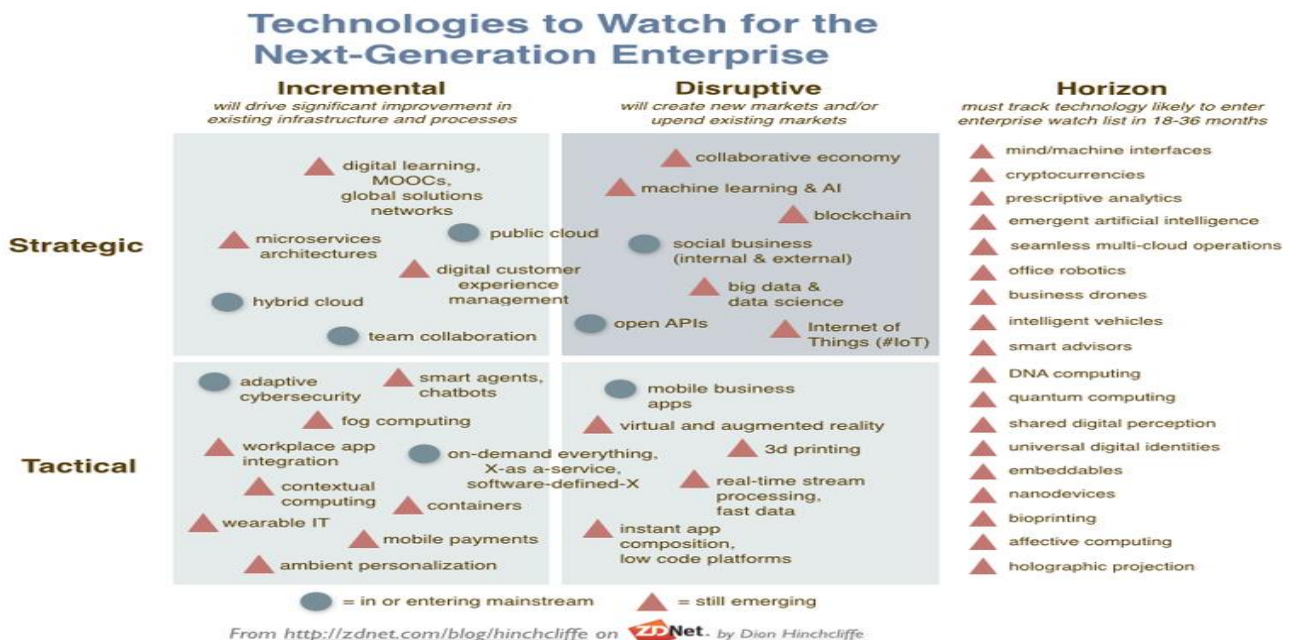 Technologies to Watch for the
Next-Generation Enterprise
Incremental
will drive significant improvement in
existing infrastructure and processes
Disruptive
will create new markets and/or
upend existing markets
Horizon
must track technology likely to enter
enterprise watch list in 18-36 months
Strategic
digital learning,
MOOCs,
global solutions
networks
public cloud
microservices
architectures
digital customer
experience
management
hybrid cloud
team collaboration
collaborative economy
machine learning & AI
blockchain
social business
(internal & external)
big data &
data science
open APIs
Internet of
Things (#IoT)
Tactical
adaptive
cybersecurity
smart agents,
chatbots
fog computing
workplace app
integration
on-demand everything,
X-as a-service,
software-defined-X
contextual
computing
containers
wearable IT
mobile payments
ambient personalization
mobile business
apps
virtual and augmented reality
3d printing
real-time stream
processing,
fast data
instant app
composition,
low code platforms
mind/machine interfaces
cryptocurrencies
prescriptive analytics
emergent artificial intelligence
seamless multi-cloud operations
office robotics
business drones
intelligent vehicles
smart advisors
DNA computing
quantum computing
shared digital perception
universal digital identities
embeddables
nanodevices
bioprinting
affective computing
holographic projection
= in or entering mainstream
= still emerging
From http://zdnet.com/blog/hinchcliffe on ZDNet. by Dion Hinchcliffe